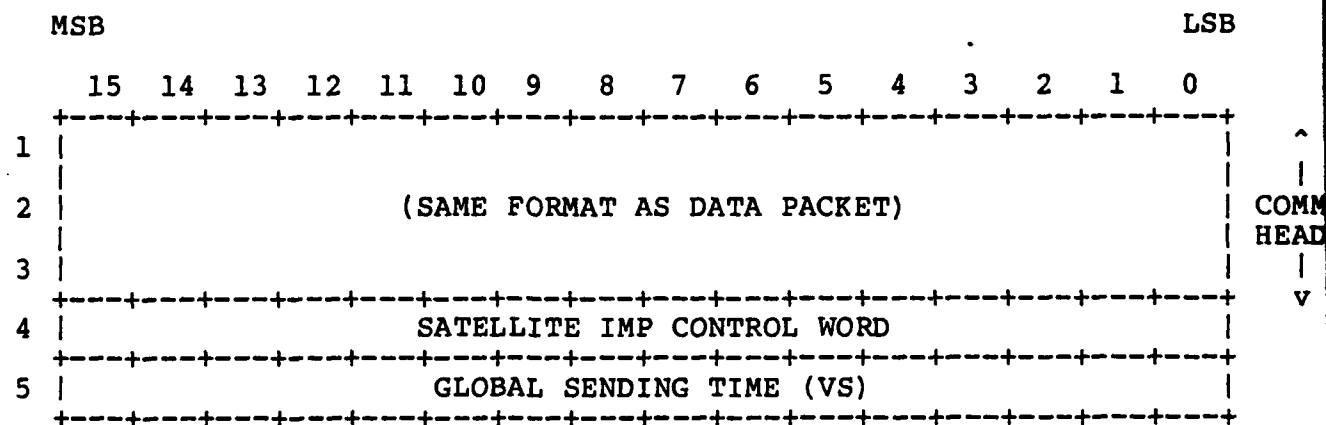 MSB LSB
15 14 13 12 11 10 9 8 7 6 5 4 3 2 1 0
+---+---+---+---+---+---+---+---+---+---+---+---+---+---+---+---+
1 | | ^
| | |
2 | (SAME FORMAT AS DATA PACKET) | COMM
| | HEAD
3 | | |
+---+---+---+---+---+---+---+---+---+---+---+---+---+---+---+---+ v
4 | SATELLITE IMP CONTROL WORD |
+---+---+---+---+---+---+---+---+---+---+---+---+---+---+---+---+
5 | GLOBAL SENDING TIME (VS) |
+---+---+---+---+---+---+---+---+---+---+---+---+---+---+---+---+